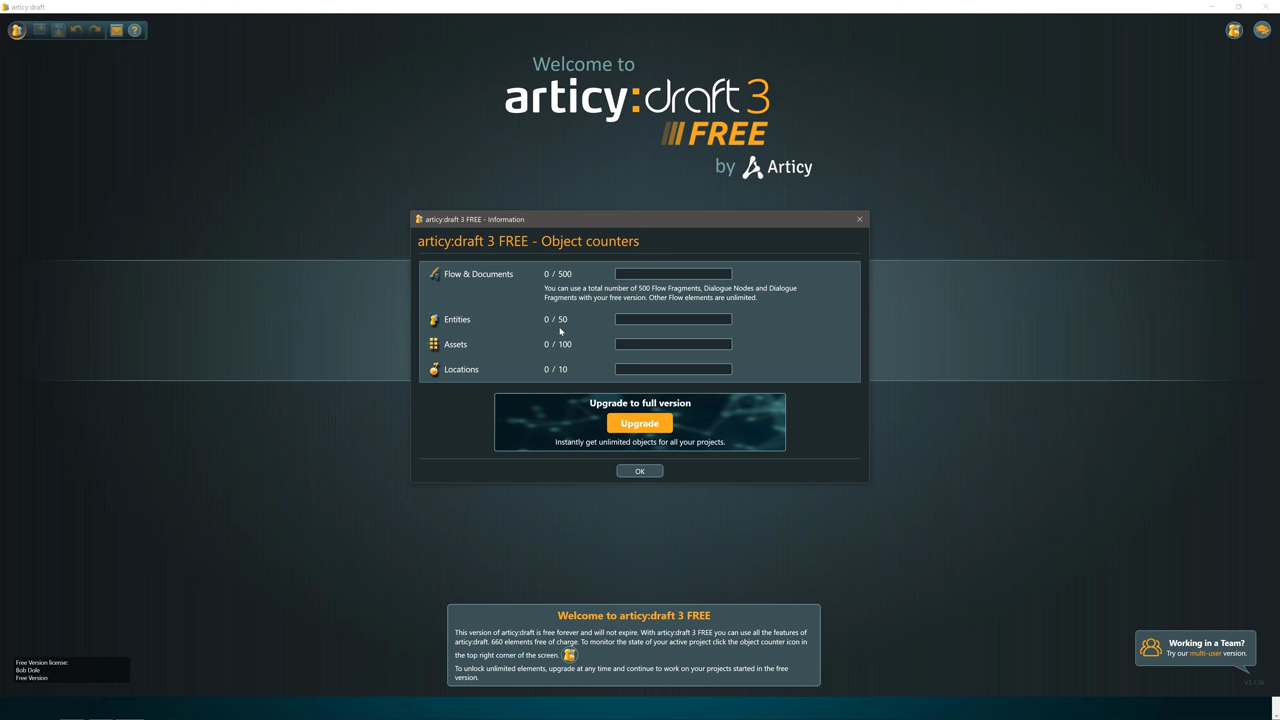 articy:draft
Welcome to
articy:draft 3
FREE
by Articy
articy:draft 3 FREE - Information
articy:draft 3 FREE - Object counters
Flow & Documents 0 / 500
You can use a total number of 500 Flow Fragments, Dialogue Nodes and Dialogue
Fragments with your free version. Other Flow elements are unlimited.
Entities 0 / 50
Assets 0 / 100
Locations 0 / 10
Upgrade to full version
Upgrade
Instantly get unlimited objects for all your projects.
OK
Welcome to articy:draft 3 FREE
This version of articy:draft is free forever and will not expire. With articy:draft 3 FREE you can use all the features of
articy:draft. 660 elements free of charge. To monitor the state of your active project click the object counter icon in
the top right corner of the screen.
To unlock unlimited elements, upgrade at any time and continue to work on your projects started in the free
version.
Working in a Team?
Try our multi-user version.
Free Version license:
Bob Dole
Free Version